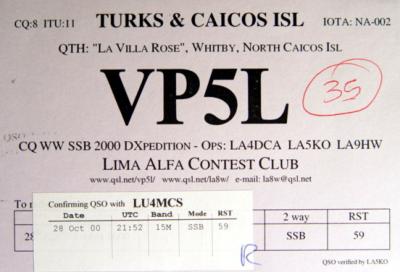 CQ:8 ITU:11 TURKS & CAICOS ISL IOTA: NA-002
QTH: "LA VILLA ROSE", WHITBY, NORTH CAICOS ISL
VP5L
35
QSO
CQ WW SSB 2000 DXPEDITION - OPS: LA4DCA LA5KO LA9HW
LIMA ALFA CONTEST CLUB
www.qsl.net/vp5l/ www.qsl.net/la8w/ e-mail: la8w@qsl.net
To
Confirming QSO with LU4MCS
Date UTC Band Mode RST
28 Oct 00 21:52 15M SSB 59
2 way RST
28 SSB 59
R
QSO verified by LA5KO